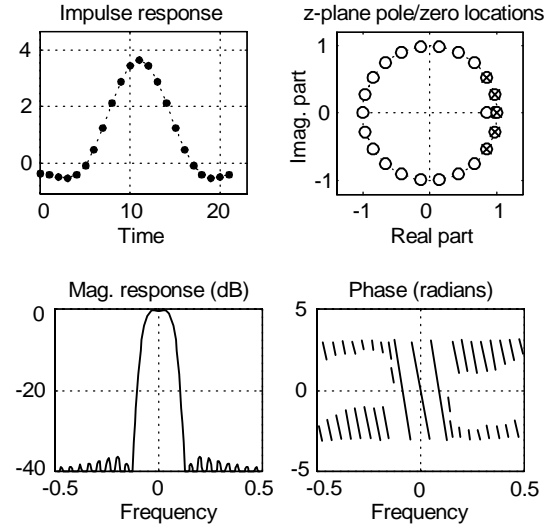 Impulse response
4
2
0
0
10
20
Time
z-plane pole/zero locations
Imag. part
1
0
-1
-1
0
1
Real part
Mag. response (dB)
0
-20
-40
-0.5
0
0.5
Frequency
Phase (radians)
5
0
-5
-0.5
0
0.5
Frequency